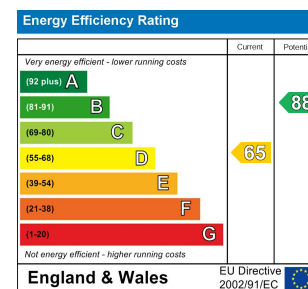 Energy Efficiency Rating
Current Potenti
Very energy efficient - lower running costs
(92 plus) A
(81-91) B
88
(69-80) C
(55-68) D
65
(39-54) E
(21-38) F
(1-20) G
Not energy efficient - higher running costs
England & Wales
EU Directive
2002/91/EC